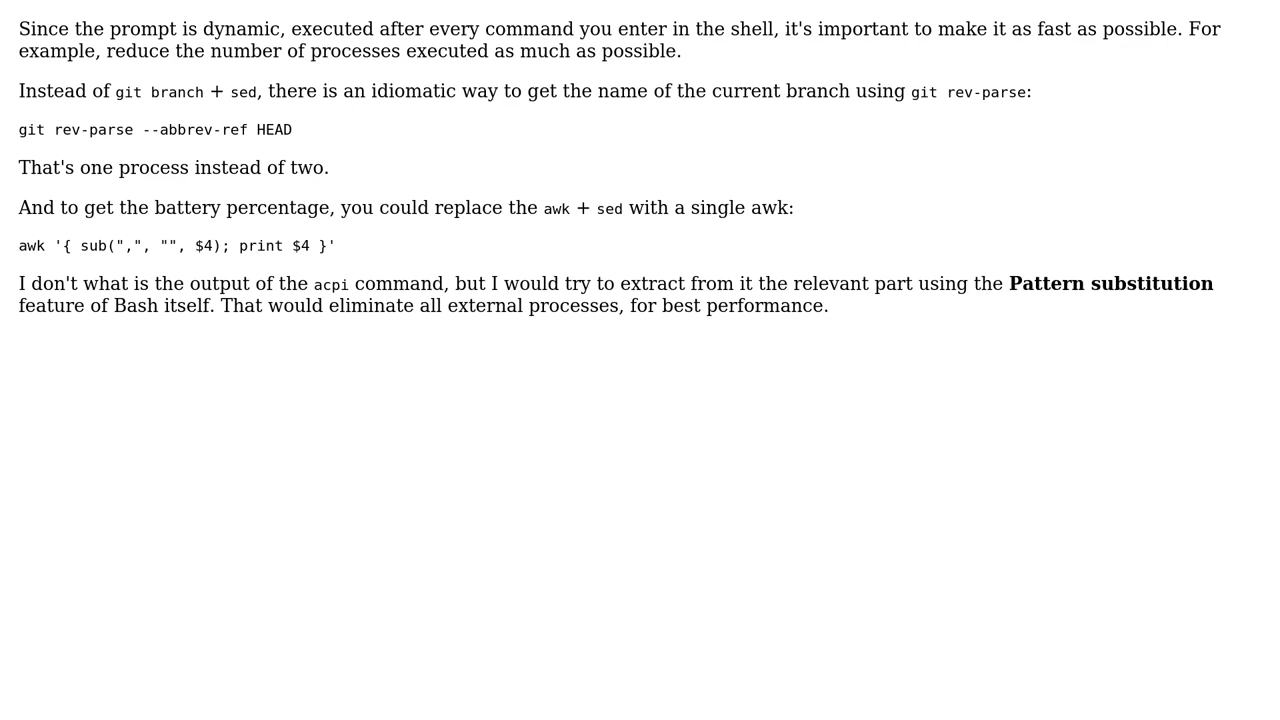 Since the prompt is dynamic, executed after every command you enter in the shell, it's important to make it as fast as possible. For
example, reduce the number of processes executed as much as possible.
Instead of git branch + sed, there is an idiomatic way to get the name of the current branch using git rev-parse:
git rev-parse --abbrev-ref HEAD
That's one process instead of two.
And to get the battery percentage, you could replace the awk + sed with a single awk:
awk '{ sub(",", "", $4); print $4 }'
I don't what is the output of the acpi command, but I would try to extract from it the relevant part using the Pattern substitution
feature of Bash itself. That would eliminate all external processes, for best performance.